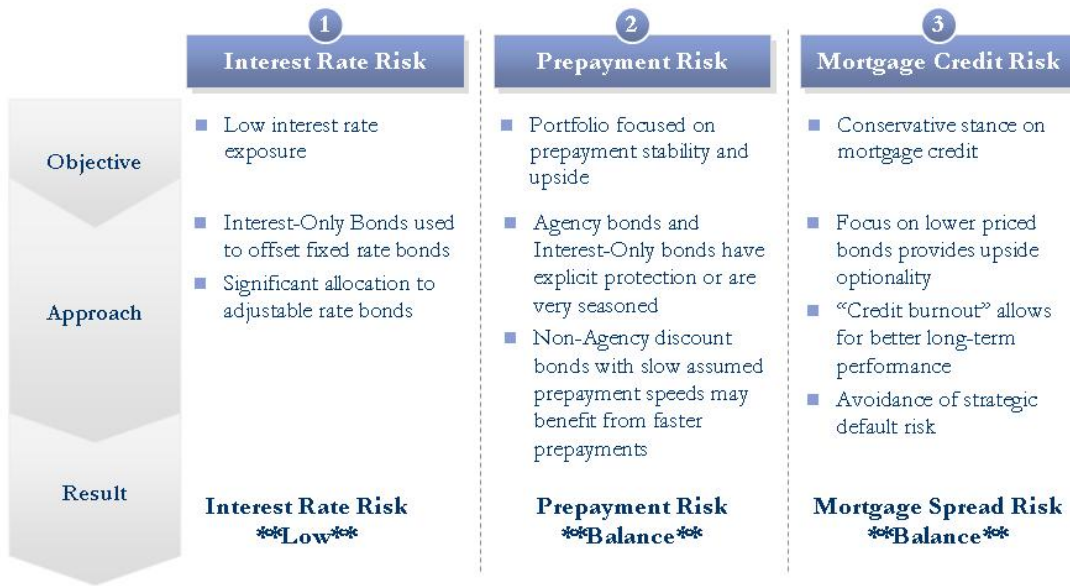 1
Interest Rate Risk
2
Prepayment Risk
3
Mortgage Credit Risk
Objective
Low interest rate
exposure
Portfolio focused on
prepayment stability and
upside
Conservative stance on
mortgage credit
Approach
Interest-Only Bonds used
to offset fixed rate bonds
Significant allocation to
adjustable rate bonds
Agency bonds and
Interest-Only bonds have
explicit protection or are
very seasoned
Non-Agency discount
bonds with slow assumed
prepayment speeds may
benefit from faster
prepayments
Focus on lower priced
bonds provides upside
optionality
“Credit burnout” allows
for better long-term
performance
Avoidance of strategic
default risk
Result
Interest Rate Risk
**Low**
Prepayment Risk
**Balance**
Mortgage Spread Risk
**Balance**